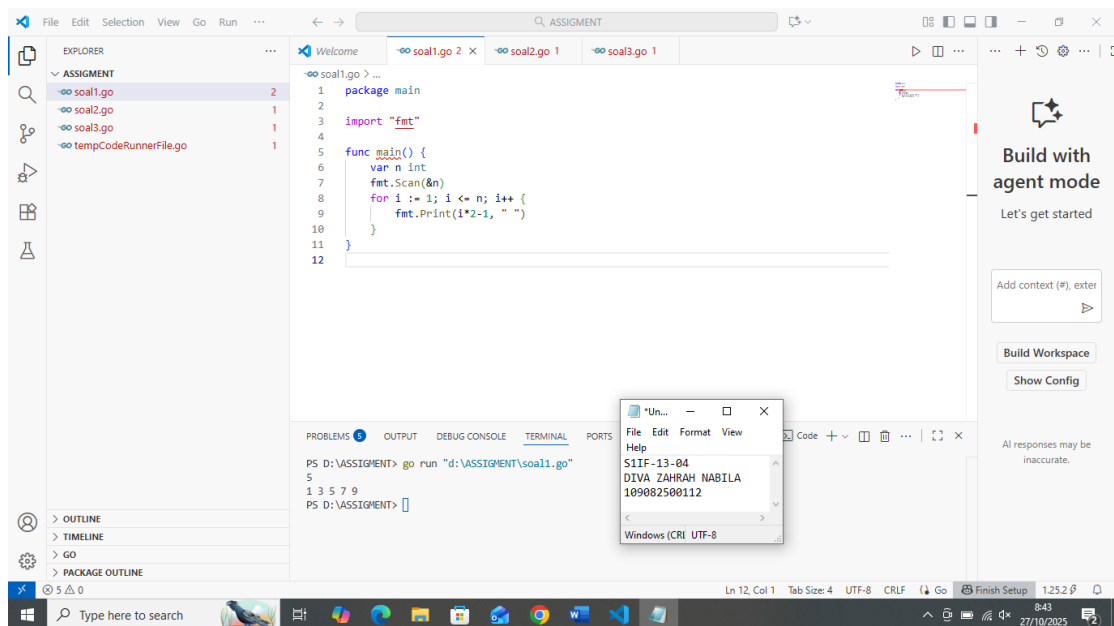 File Edit Selection View Go Run ···
ASSIGMENT
EXPLORER
ASSIGMENT
soal1.go 2
soal2.go 1
soal3.go 1
tempCodeRunnerFile.go 1
OUTLINE
TIMELINE
GO
PACKAGE OUTLINE
Welcome soal1.go 2 soal2.go 1 soal3.go 1
soal1.go > ...
1 package main
2
3 import "fmt"
4
5 func main() {
6     var n int
7     fmt.Scan(&n)
8     for i := 1; i <= n; i++ {
9         fmt.Print(i*2-1, " ")
10     }
11 }
12
PROBLEMS 5 OUTPUT DEBUG CONSOLE TERMINAL PORTS
Code
PS D:\ASSIGMENT> go run "d:\ASSIGMENT\soal1.go"
5
1 3 5 7 9
PS D:\ASSIGMENT>
*Un...
File Edit Format View
Help
S1IF-13-04
DIVA ZAHRAH NABILA
109082500112
Windows (CRL UTF-8
Build with
agent mode
Let's get started
Add context (#), exter
Build Workspace
Show Config
AI responses may be
inaccurate.
5 0
Ln 12, Col 1 Tab Size: 4 UTF-8 CRLF Go Finish Setup 1.25.2
Type here to search
8:43
27/10/2025
2